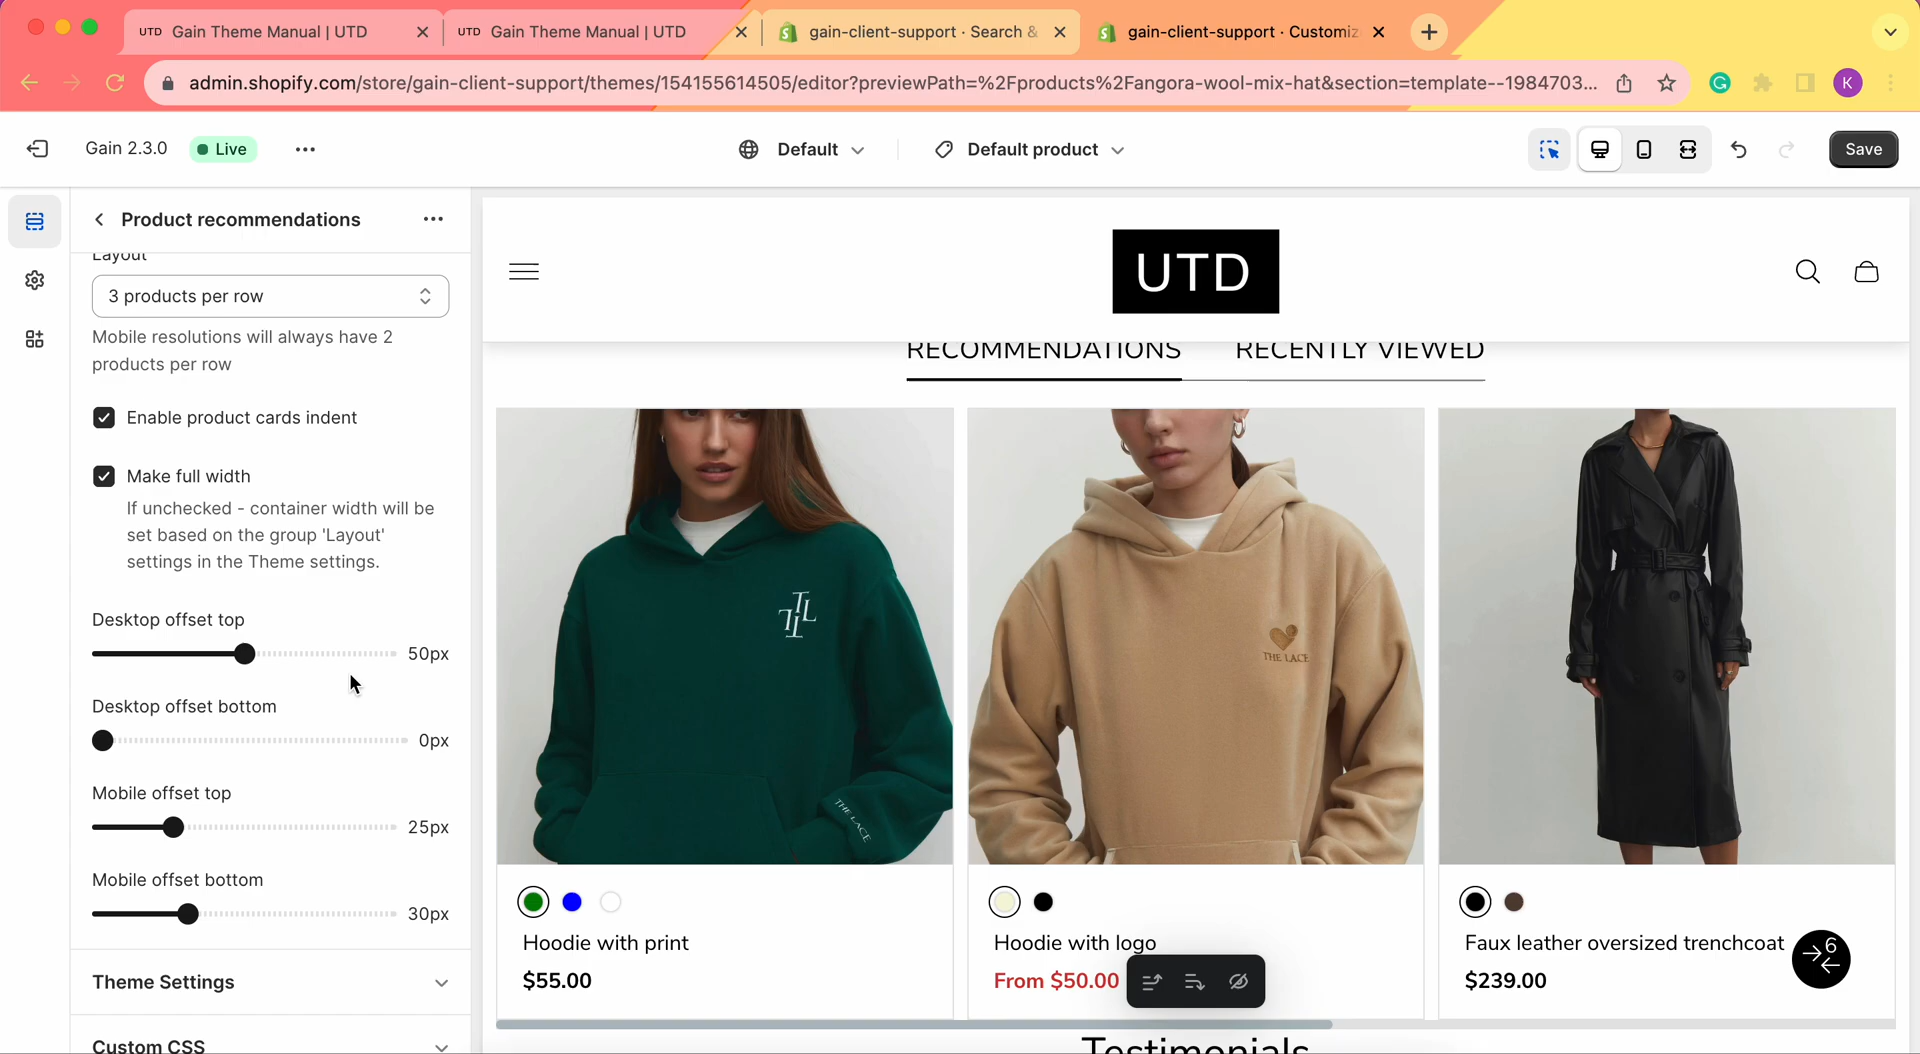 UTD Gain Theme Manual | UTD
UTD Gain Theme Manual | UTD
gain-client-support · Search &
gain-client-support · Customiz
admin.shopify.com/store/gain-client-support/themes/154155614505/editor?previewPath=%2Fproducts%2Fangora-wool-mix-hat&section=template--1984703...
K
Gain 2.3.0
Live
Default
Default product
Save
Product recommendations
Layout
3 products per row
Mobile resolutions will always have 2
products per row
Enable product cards indent
Make full width
If unchecked - container width will be
set based on the group 'Layout'
settings in the Theme settings.
Desktop offset top
50px
Desktop offset bottom
0px
Mobile offset top
25px
Mobile offset bottom
30px
Theme Settings
Custom CSS
UTD
RECOMMENDATIONS
RECENTLY VIEWED
THE LACE
THE LACE
Hoodie with print
$55.00
Hoodie with logo
From $50.00
Faux leather oversized trenchcoat
$239.00
6
Testimonials